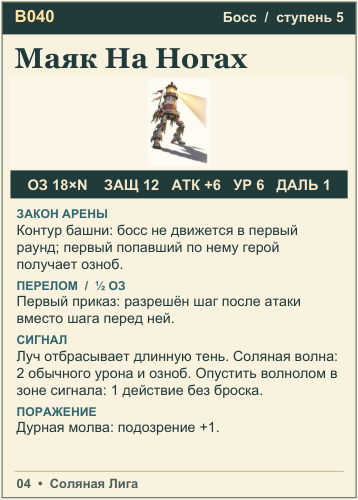 B040
Босс / ступень 5
Маяк На Ногах
ОЗ 18×N ЗАЩ 12 АТК +6 УР 6 ДАЛЬ 1
ЗАКОН АРЕНЫ
Контур башни: босс не движется в первый
раунд; первый попавший по нему герой
получает озноб.
ПЕРЕЛОМ / ½ ОЗ
Первый приказ: разрешён шаг после атаки
вместо шага перед ней.
СИГНАЛ
Луч отбрасывает длинную тень. Соляная волна:
2 обычного урона и озноб. Опустить волнолом в
зоне сигнала: 1 действие без броска.
ПОРАЖЕНИЕ
Дурная молва: подозрение +1.
04 • Соляная Лига